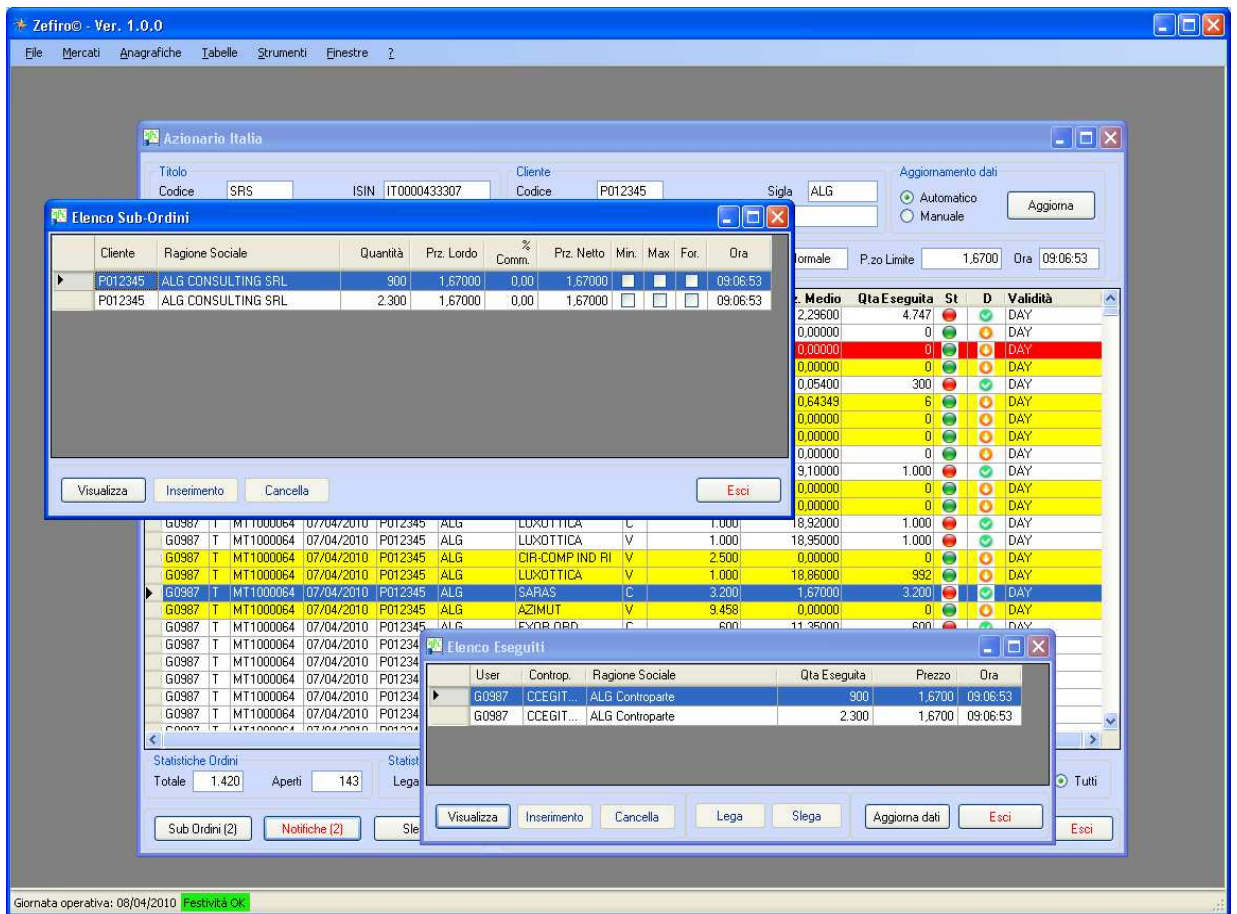 Zefiro© - Ver. 1.0.0
File Mercati Anagrafiche Tabelle Strumenti Finestre ?
Azionario Italia
Titolo Cliente Aggiornamento dati
Codice SRS ISIN IT0000433307 Codice P012345 Sigla ALG Automatico Aggiorna
Manuale
P.zo Limite 1,6700 Ora 09:06:53
Elenco Sub-Ordini
Cliente Ragione Sociale Quantità Prz. Lordo % Comm. Prz. Netto Min. Max For. Ora
P012345 ALG CONSULTING SRL 900 1,67000 0,00 1,67000 09:06:53
P012345 ALG CONSULTING SRL 2.300 1,67000 0,00 1,67000 09:06:53
Visualizza Inserimento Cancella Esci
Medio Qta Eseguita St D Validità
2,29600 4.747 DAY
0,00000 0 DAY
0,00000 0 DAY
0,00000 0 DAY
0,05400 300 DAY
0,64349 6 DAY
0,00000 0 DAY
0,00000 0 DAY
0,00000 0 DAY
9,10000 1.000 DAY
0,00000 0 DAY
0,00000 0 DAY
G0987 T MT1000064 07/04/2010 P012345 ALG LUXOTTICA C 1.000 18,92000 1.000 DAY
G0987 T MT1000064 07/04/2010 P012345 ALG LUXOTTICA V 1.000 18,95000 1.000 DAY
G0987 T MT1000064 07/04/2010 P012345 ALG CIR-COMP IND RI V 2.500 0,00000 0 DAY
G0987 T MT1000064 07/04/2010 P012345 ALG LUXOTTICA V 1.000 18,86000 992 DAY
G0987 T MT1000064 07/04/2010 P012345 ALG SARAS C 3.200 1,67000 3.200 DAY
G0987 T MT1000064 07/04/2010 P012345 ALG AZIMUT V 9.458 0,00000 0 DAY
G0987 T MT1000064 07/04/2010 P012345 ALG EXOR ORD C 600 11,35000 600 DAY
G0987 T MT1000064 07/04/2010 P01234
G0987 T MT1000064 07/04/2010 P01234
G0987 T MT1000064 07/04/2010 P01234
G0987 T MT1000064 07/04/2010 P01234
G0987 T MT1000064 07/04/2010 P01234
G0987 T MT1000064 07/04/2010 P01234
Elenco Eseguiti
User Controp. Ragione Sociale Qta Eseguita Prezzo Ora
G0987 CCEGIT... ALG Controparte 900 1,6700 09:06:53
G0987 CCEGIT... ALG Controparte 2.300 1,6700 09:06:53
Visualizza Inserimento Cancella Lega Slega Aggiorna dati Esci
Statistiche Ordini
Totale 1.420 Aperti 143 Lega Tutti
Sub Ordini (2) Notifiche (2) Esci
Giornata operativa: 08/04/2010 Festività OK